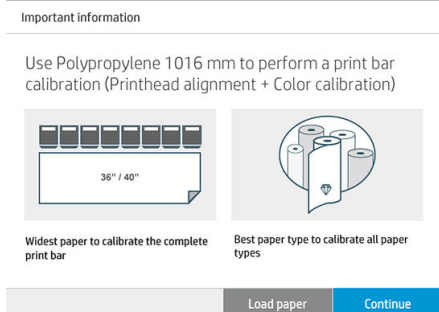 Important information
Use Polypropylene 1016 mm to perform a print bar
calibration (Printhead alignment + Color calibration)
36" / 40"
Widest paper to calibrate the complete
print bar
Best paper type to calibrate all paper
types
Load paper
Continue